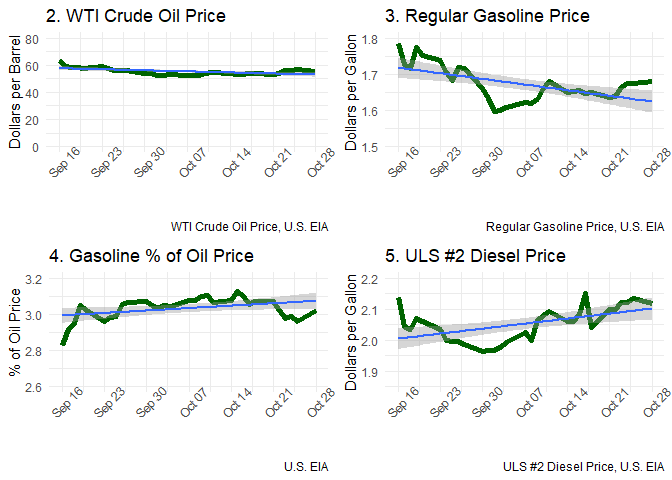 2. WTI Crude Oil Price
Dollars per Barrel
80
60
40
20
0
Sep 16
Sep 23
Sep 30
Oct 07
Oct 14
Oct 21
Oct 28
WTI Crude Oil Price, U.S. EIA
3. Regular Gasoline Price
Dollars per Gallon
1.8
1.7
1.6
1.5
Sep 16
Sep 23
Sep 30
Oct 07
Oct 14
Oct 21
Oct 28
Regular Gasoline Price, U.S. EIA
4. Gasoline % of Oil Price
% of Oil Price
3.2
3.0
2.8
2.6
Sep 16
Sep 23
Sep 30
Oct 07
Oct 14
Oct 21
Oct 28
U.S. EIA
5. ULS #2 Diesel Price
Dollars per Gallon
2.2
2.1
2.0
1.9
Sep 16
Sep 23
Sep 30
Oct 07
Oct 14
Oct 21
Oct 28
ULS #2 Diesel Price, U.S. EIA